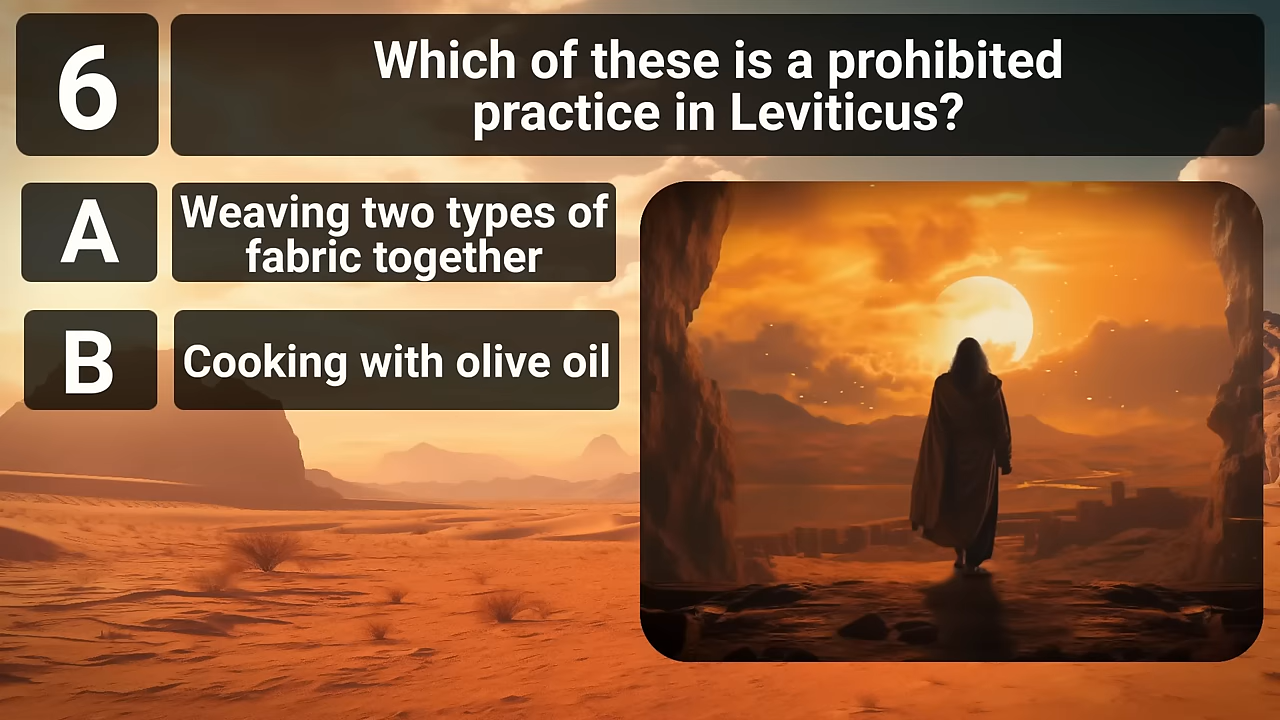 6
Which of these is a prohibited
practice in Leviticus?
A
Weaving two types of
fabric together
B
Cooking with olive oil